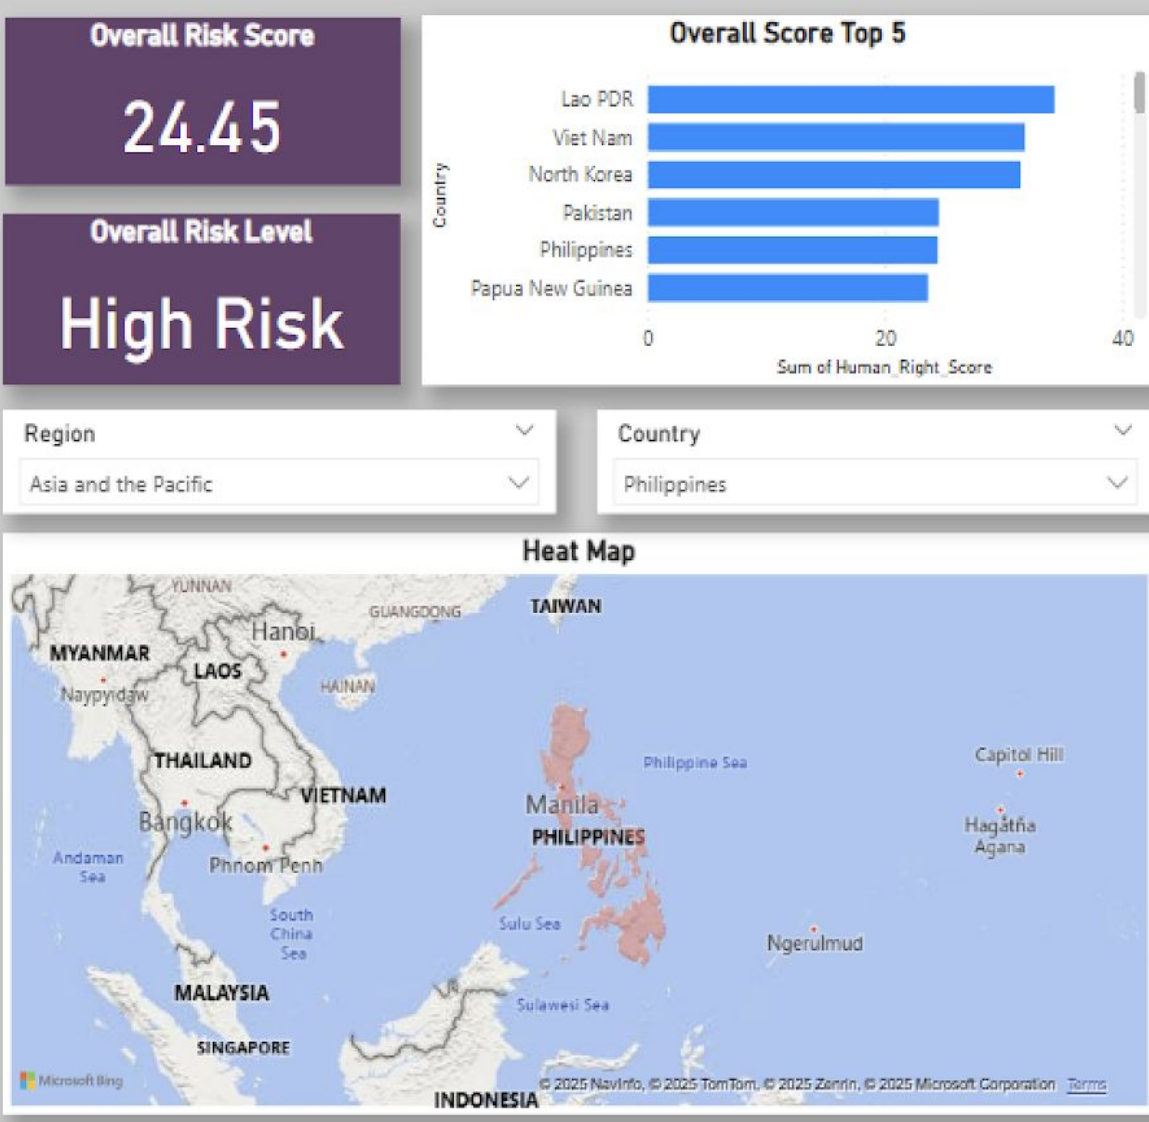 Overall Risk Score
24.45
Overall Risk Level
High Risk
Overall Score Top 5
Country
Lao PDR
Viet Nam
North Korea
Pakistan
Philippines
Papua New Guinea
0 20 40
Sum of Human_Right_Score
Region
Asia and the Pacific
Country
Philippines
Heat Map
YUNNAN
GUANGDONG
TAIWAN
Hanoi
MYANMAR
LAOS
HAINAN
Naypyidaw
THAILAND
Philippine Sea
Capitol Hill
VIETNAM
Manila
Bangkok
PHILIPPINES
Hagåtña
Agana
Andaman
Sea
Phnom Penh
South
China
Sea
Sulu Sea
Ngerulmud
MALAYSIA
Sulawesi Sea
SINGAPORE
Microsoft Bing
© 2025 NavInfo, © 2025 TomTom, © 2025 Zenrin, © 2025 Microsoft Corporation Terms
INDONESIA